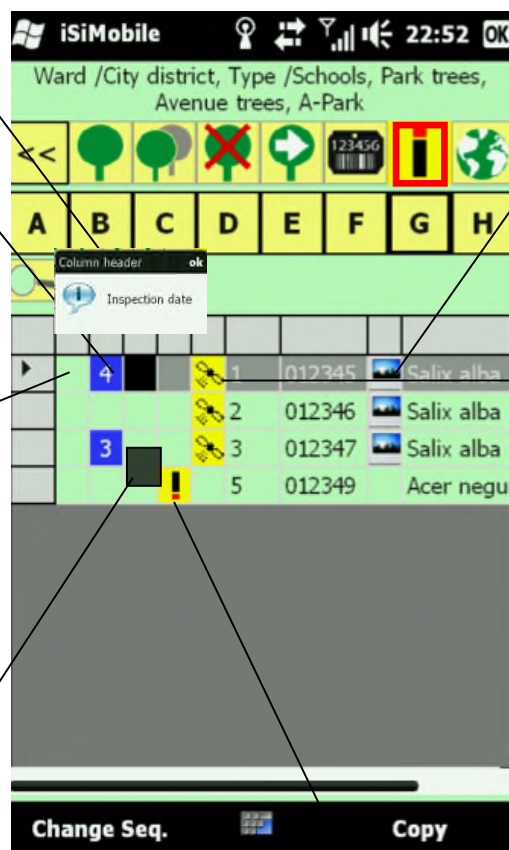 iSiMobile 22:52 OK
Ward /City district, Type /Schools, Park trees,
Avenue trees, A-Park
<< 123456
A B C D E F G H
Column header ok
Inspection date
4 1 012345 Salix alba
2 012346 Salix alba
3 3 012347 Salix alba
5 012349 Acer negu
Change Seq. Copy